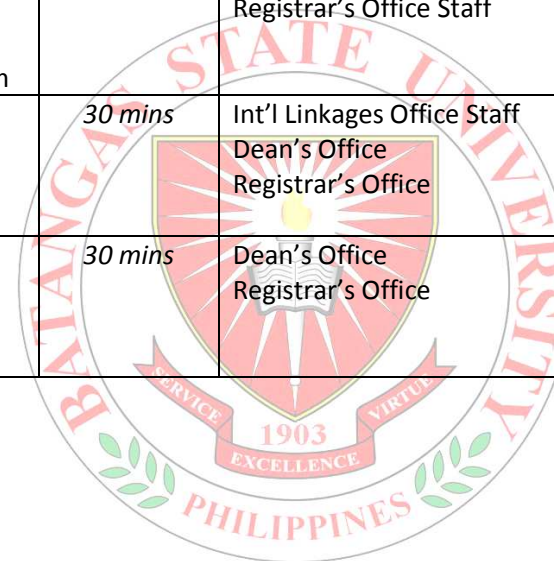 Registrar's Office Staff
30 mins
Int'l Linkages Office Staff
Dean's Office
Registrar's Office
30 mins
Dean's Office
Registrar's Office
BATANGAS STATE UNIVERSITY
SERVICE
VIRTUE
1903
EXCELLENCE
PHILIPPINES